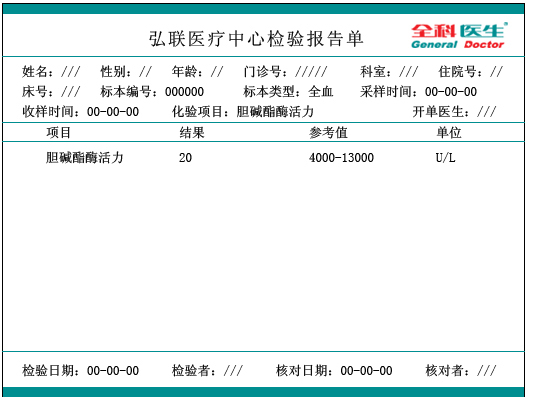 弘联医疗中心检验报告单
全科医生
General Doctor
姓名：/// 性别：// 年龄：// 门诊号：///// 科室：/// 住院号：//
床号：/// 标本编号：000000 标本类型：全血 采样时间：00-00-00
收样时间：00-00-00 化验项目：胆碱酯酶活力 开单医生：///
项目 结果 参考值 单位
胆碱酯酶活力 20 4000-13000 U/L
检验日期：00-00-00 检验者：/// 核对日期：00-00-00 核对者：///